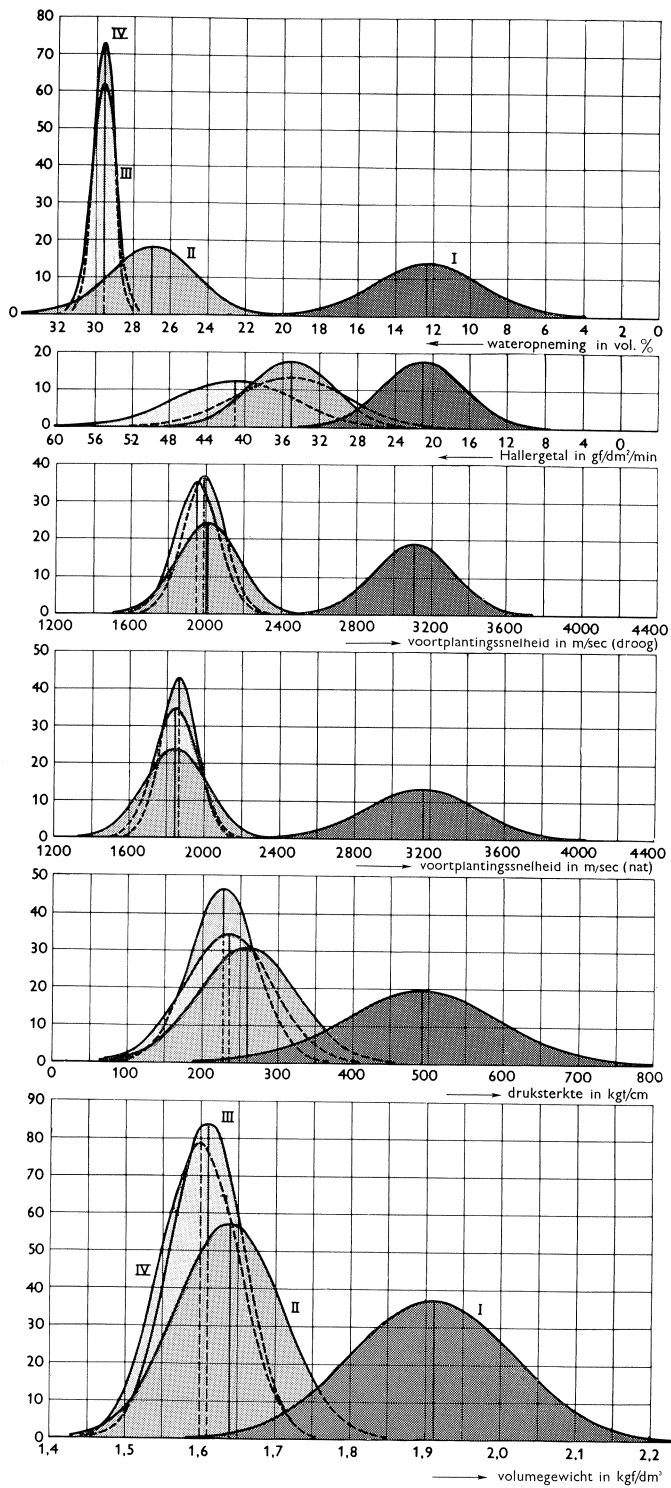 80
IV
70
60
50
40
III
30
20
II
I
10
0
32 30 28 26 24 22 20 18 16 14 12 10 8 6 4 2 0
wateropneming in vol. %
20
10
0
60 56 52 48 44 40 36 32 28 24 20 16 12 8 4 0
Hallergetal in gf/dm²/min
40
30
20
10
0
1200 1600 2000 2400 2800 3200 3600 4000 4400
voortplantingssnelheid in m/sec (droog)
50
40
30
20
10
0
1200 1600 2000 2400 2800 3200 3600 4000 4400
voortplantingssnelheid in m/sec (nat)
50
40
30
20
10
0
0 100 200 300 400 500 600 700 800
druksterkte in kgf/cm
90
III
80
70
60
50
IV
40
II
I
30
20
10
0
1,4 1,5 1,6 1,7 1,8 1,9 2,0 2,1 2,2
volumegewicht in kgf/dm³